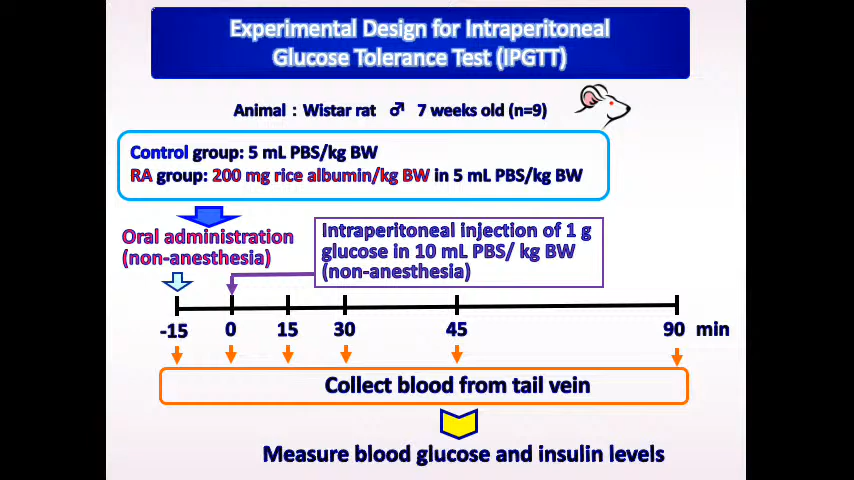 Experimental Design for Intraperitoneal
Glucose Tolerance Test (IPGTT)
Animal : Wistar rat ♂ 7 weeks old (n=9)
Control group: 5 mL PBS/kg BW
RA group: 200 mg rice albumin/kg BW in 5 mL PBS/kg BW
Oral administration
(non-anesthesia)
Intraperitoneal injection of 1 g
glucose in 10 mL PBS/ kg BW
(non-anesthesia)
-15 0 15 30 45 90 min
Collect blood from tail vein
Measure blood glucose and insulin levels